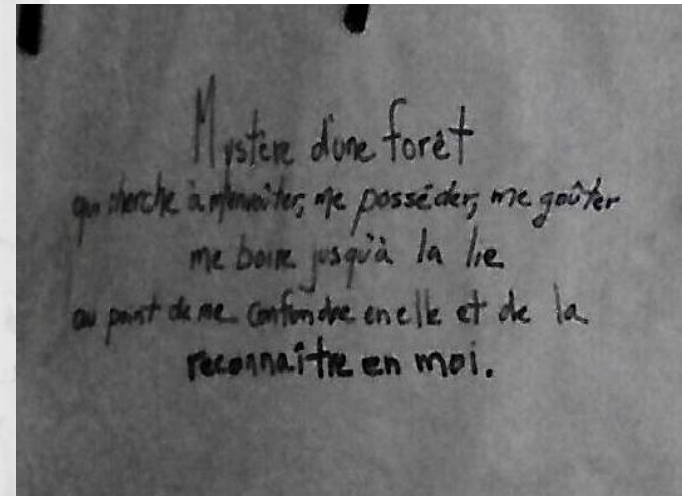 Mystère d'une forêt
qui cherche à m'envoûter, me posséder, me goûter
me boire jusqu'à la lie
au point de me confondre en elle et de la
reconnaître en moi.